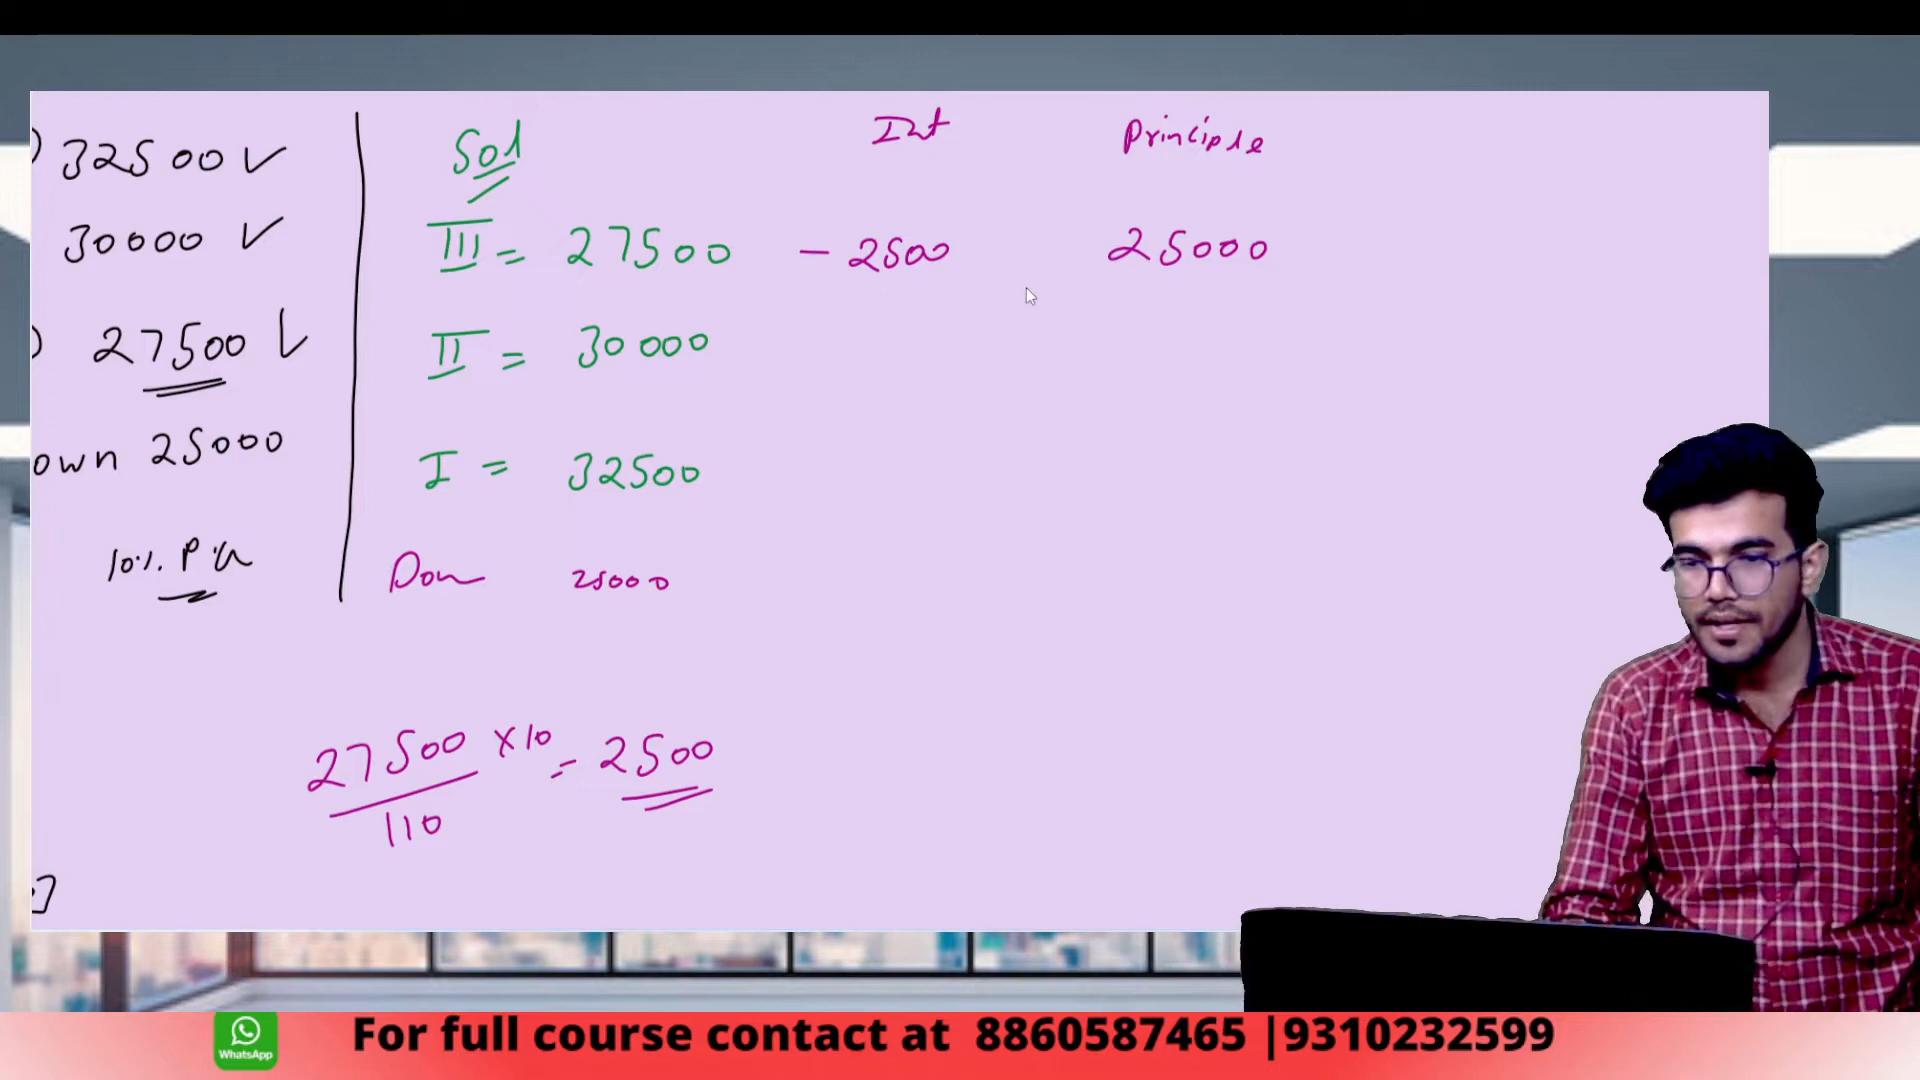 32500 ✓
30000 ✓
27500 ✓
own 25000
10%. P.a
Sol
Int Principle
III = 27500 - 2500 25000
II = 30000
I = 32500
Down 25000
27500 ×10 = 2500
110
WhatsApp
For full course contact at 8860587465 |9310232599